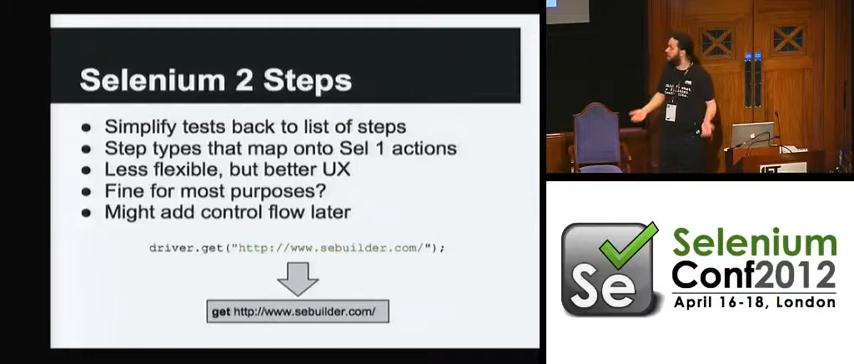 Selenium 2 Steps
● Simplify tests back to list of steps
● Step types that map onto Sel 1 actions
● Less flexible, but better UX
● Fine for most purposes?
● Might add control flow later
driver.get("http://www.sebuilder.com/");
get http://www.sebuilder.com/
Se
Selenium
Conf2012
April 16-18, London